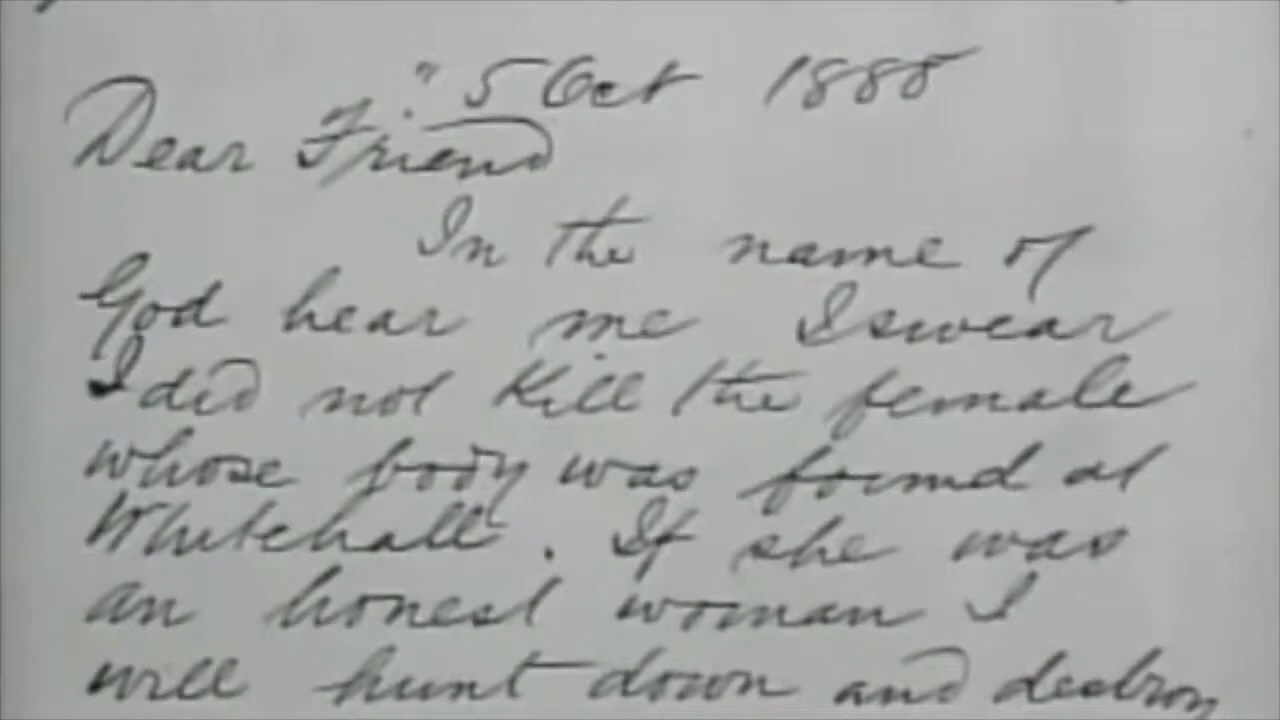 " 5 Oct 1888
Dear Friend
In the name of
God hear me I swear
I did not kill the female
whose body was found at
Whitehall. If she was
an honest woman I
will hunt down and destroy